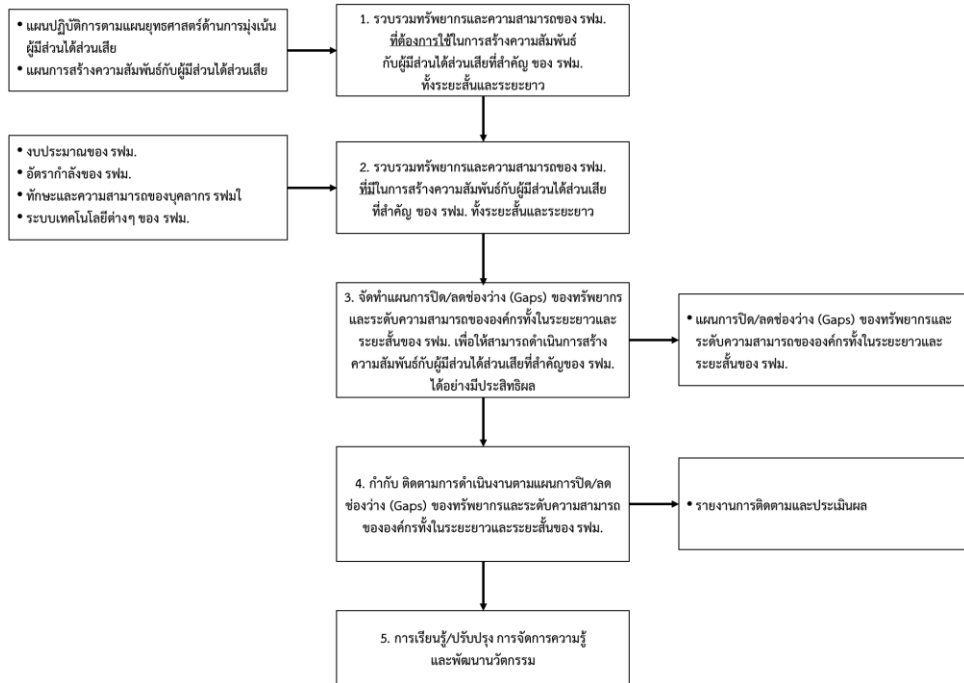 • แผนปฏิบัติการตามแผนยุทธศาสตร์ด้านการมุ่งเน้น
ผู้มีส่วนได้ส่วนเสีย
• แผนการสร้างความสัมพันธ์กับผู้มีส่วนได้ส่วนเสีย
1. รวบรวมทรัพยากรและความสามารถของ รฟม.
ที่ต้องการใช้ในการสร้างความสัมพันธ์
กับผู้มีส่วนได้ส่วนเสียที่สำคัญ ของ รฟม.
ทั้งระยะสั้นและระยะยาว
• งบประมาณของ รฟม.
• อัตรากำลังของ รฟม.
• ทักษะและความสามารถของบุคลากร รฟมใ
• ระบบเทคโนโลยีต่างๆ ของ รฟม.
2. รวบรวมทรัพยากรและความสามารถของ รฟม.
ที่มีในการสร้างความสัมพันธ์กับผู้มีส่วนได้ส่วนเสีย
ที่สำคัญ ของ รฟม. ทั้งระยะสั้นและระยะยาว
3. จัดทำแผนการปิด/ลดช่องว่าง (Gaps) ของทรัพยากร
และระดับความสามารถขององค์กรทั้งในระยะยาวและ
ระยะสั้นของ รฟม. เพื่อให้สามารถดำเนินการสร้าง
ความสัมพันธ์กับผู้มีส่วนได้ส่วนเสียที่สำคัญของ รฟม.
ได้อย่างมีประสิทธิผล
• แผนการปิด/ลดช่องว่าง (Gaps) ของทรัพยากรและ
ระดับความสามารถขององค์กรทั้งในระยะยาวและ
ระยะสั้นของ รฟม.
4. กำกับ ติดตามการดำเนินงานตามแผนการปิด/ลด
ช่องว่าง (Gaps) ของทรัพยากรและระดับความสามารถ
ขององค์กรทั้งในระยะยาวและระยะสั้นของ รฟม.
• รายงานการติดตามและประเมินผล
5. การเรียนรู้/ปรับปรุง การจัดการความรู้
และพัฒนานวัตกรรม